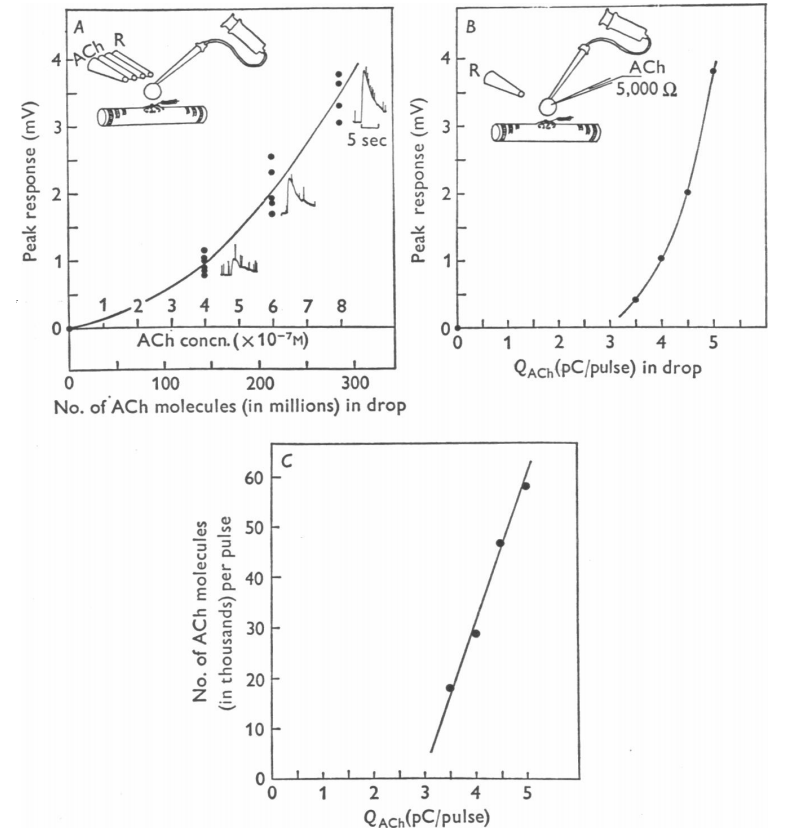 A
ACh R
4
3
2
1
0
Peak response (mV)
5 sec
1 2 3 4 5 6 7 8
ACh concn. (×10⁻⁷M)
0 100 200 300
No. of ACh molecules (in millions) in drop
B
R
ACh
5,000 Ω
4
3
2
1
0
Peak response (mV)
0 1 2 3 4 5
QACh(pC/pulse) in drop
C
60
50
40
30
20
10
0
No. of ACh molecules
(in thousands) per pulse
0 1 2 3 4 5
QACh(pC/pulse)